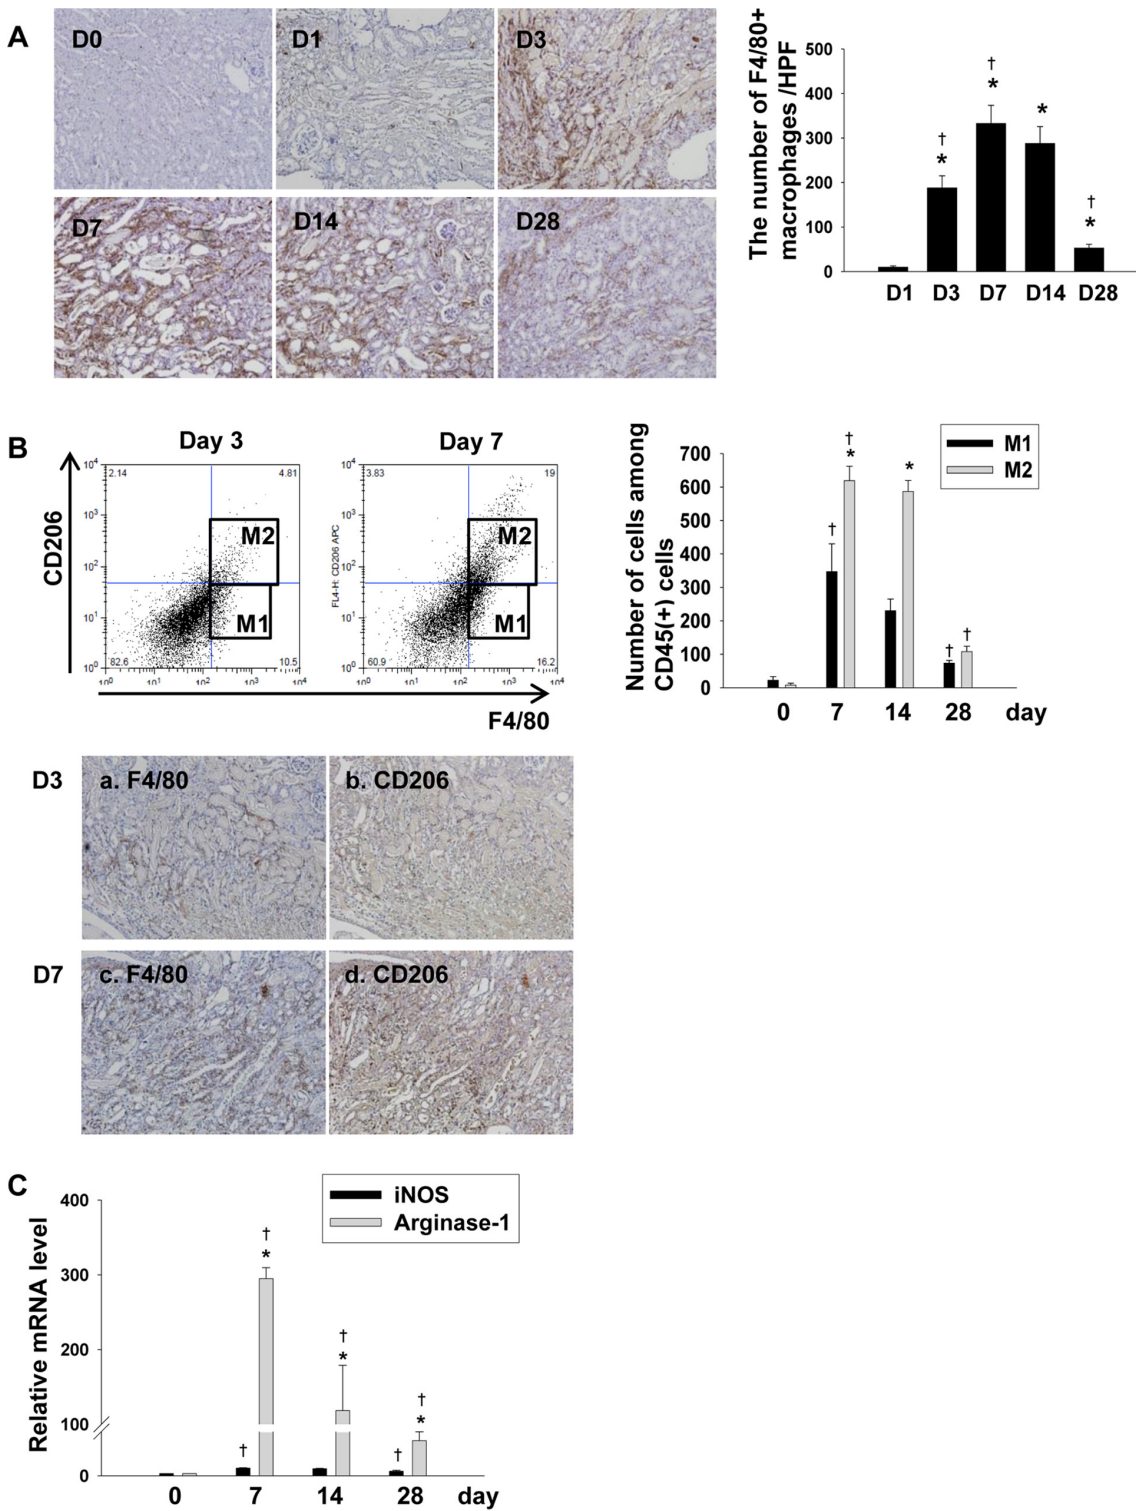 A
D0
D1
D3
D7
D14
D28
The number of F4/80+
macrophages /HPF
500
400
300
200
100
0
†
*
†
*
*
†
*
D1 D3 D7 D14 D28
B
Day 3
Day 7
CD206
10⁴
10³
10²
10¹
10⁰
2.14
4.81
M2
M1
82.6
10.5
10⁰ 10¹ 10² 10³ 10⁴
FL4-H: CD206 APC
10⁴
10³
10²
10¹
10⁰
3.83
19
M2
M1
60.9
16.2
10⁰ 10¹ 10² 10³ 10⁴
F4/80
Number of cells among
CD45(+) cells
700
600
500
400
300
200
100
0
M1
M2
†
†
*
*
†
†
0 7 14 28 day
D3
a. F4/80
b. CD206
D7
c. F4/80
d. CD206
C
Relative mRNA level
400
300
200
100
0
iNOS
Arginase-1
†
†
*
†
*
†
†
*
0 7 14 28 day